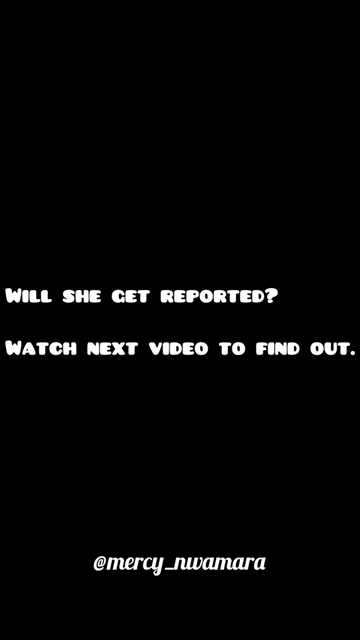 Will she get reported?
Watch next video to find out.
@mercy_nwamara